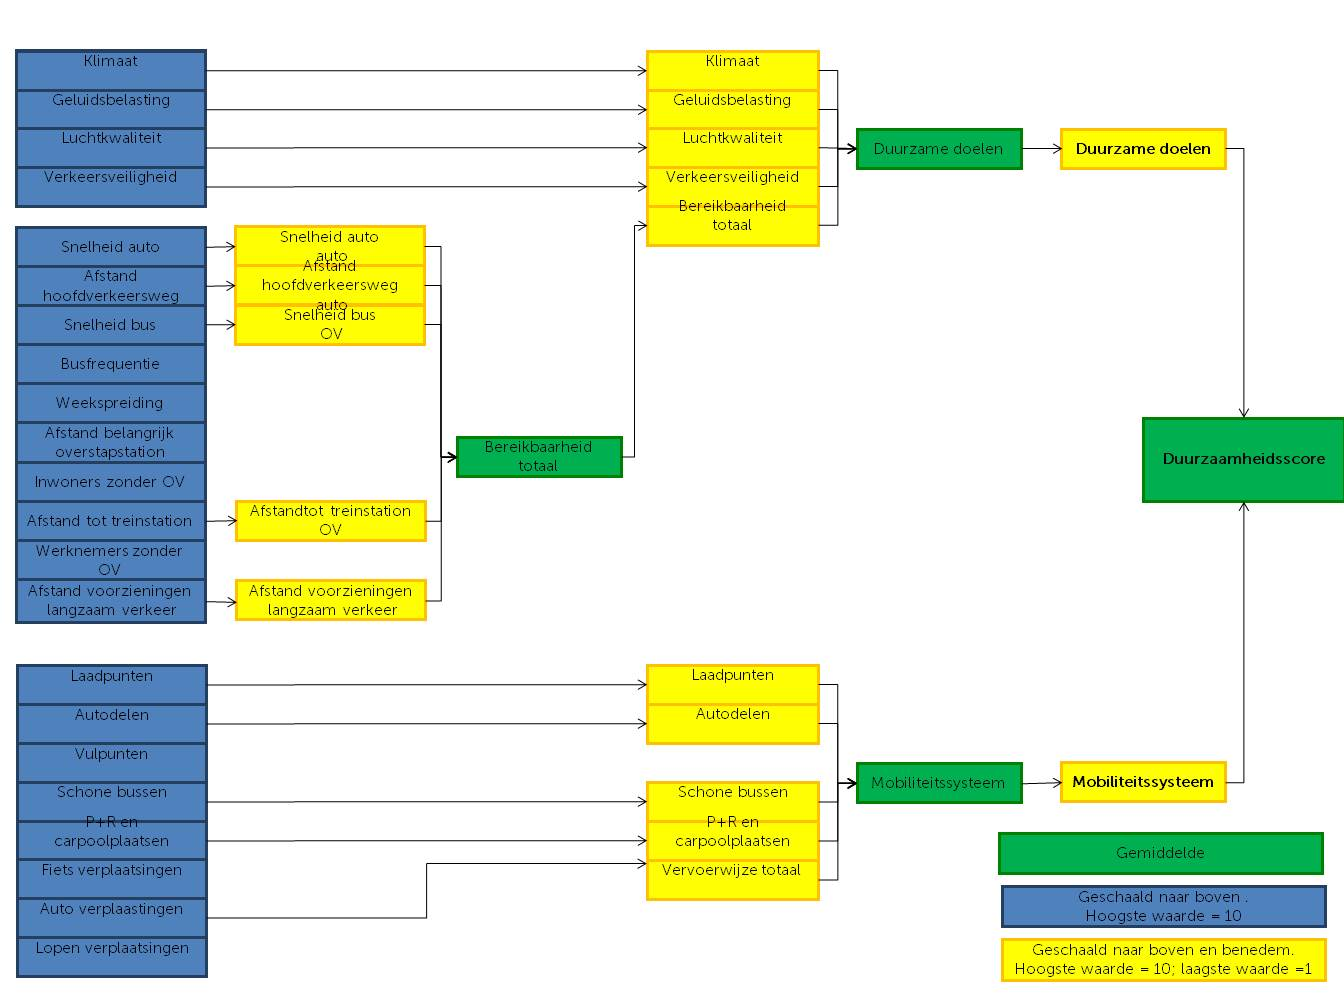 Klimaat
Geluidsbelasting
Luchtkwaliteit
Verkeersveiligheid
Snelheid auto
Afstand
hoofdverkeersweg
Snelheid bus
Busfrequentie
Weekspreiding
Afstand belangrijk
overstapstation
Inwoners zonder OV
Afstand tot treinstation
Werknemers zonder
OV
Afstand voorzieningen
langzaam verkeer
Laadpunten
Autodelen
Vulpunten
Schone bussen
P+R en
carpoolplaatsen
Fiets verplaatsingen
Auto verplaastingen
Lopen verplaatsingen
Snelheid auto
auto
Afstand
hoofdverkeersweg
auto
Snelheid bus
OV
Afstandtot treinstation
OV
Afstand voorzieningen
langzaam verkeer
Bereikbaarheid
totaal
Klimaat
Geluidsbelasting
Luchtkwaliteit
Verkeersveiligheid
Bereikbaarheid
totaal
Laadpunten
Autodelen
Schone bussen
P+R en
carpoolplaatsen
Vervoerwijze totaal
Duurzame doelen
Duurzame doelen
Mobiliteitssysteem
Mobiliteitssysteem
Duurzaamheidsscore
Gemiddelde
Geschaald naar boven .
Hoogste waarde = 10
Geschaald naar boven en benedem.
Hoogste waarde = 10; laagste waarde =1